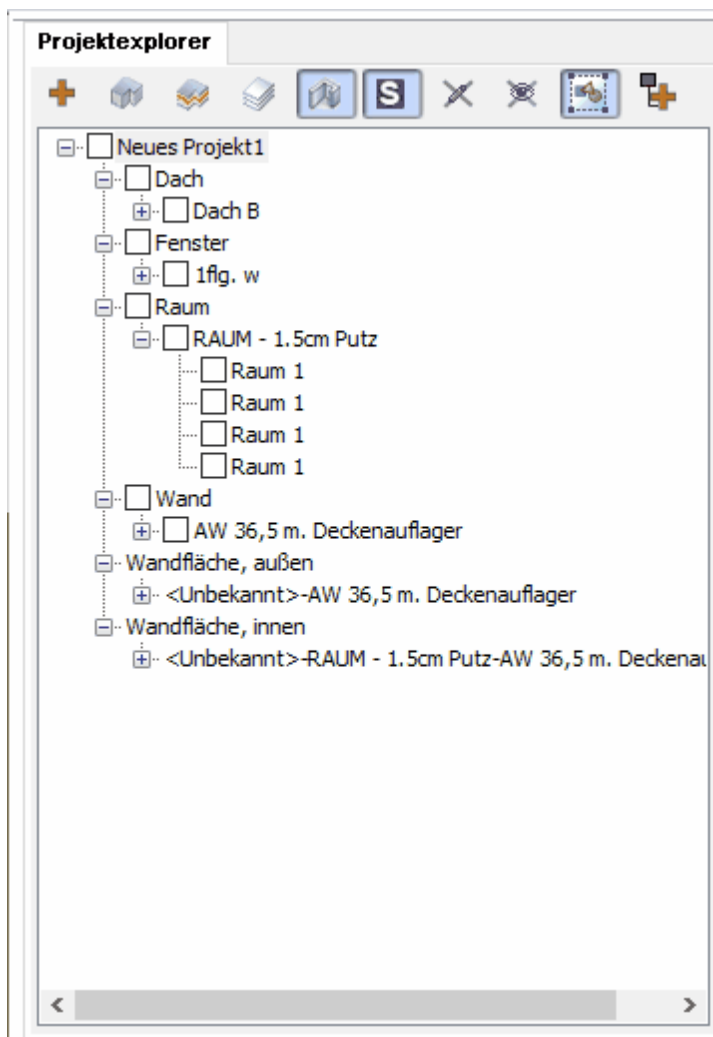 Projektexplorer
S
Neues Projekt1
Dach
Dach B
Fenster
1flg. w
Raum
RAUM - 1.5cm Putz
Raum 1
Raum 1
Raum 1
Raum 1
Wand
AW 36,5 m. Deckenauflager
Wandfläche, außen
<Unbekannt>-AW 36,5 m. Deckenauflager
Wandfläche, innen
<Unbekannt>-RAUM - 1.5cm Putz-AW 36,5 m. Deckenau